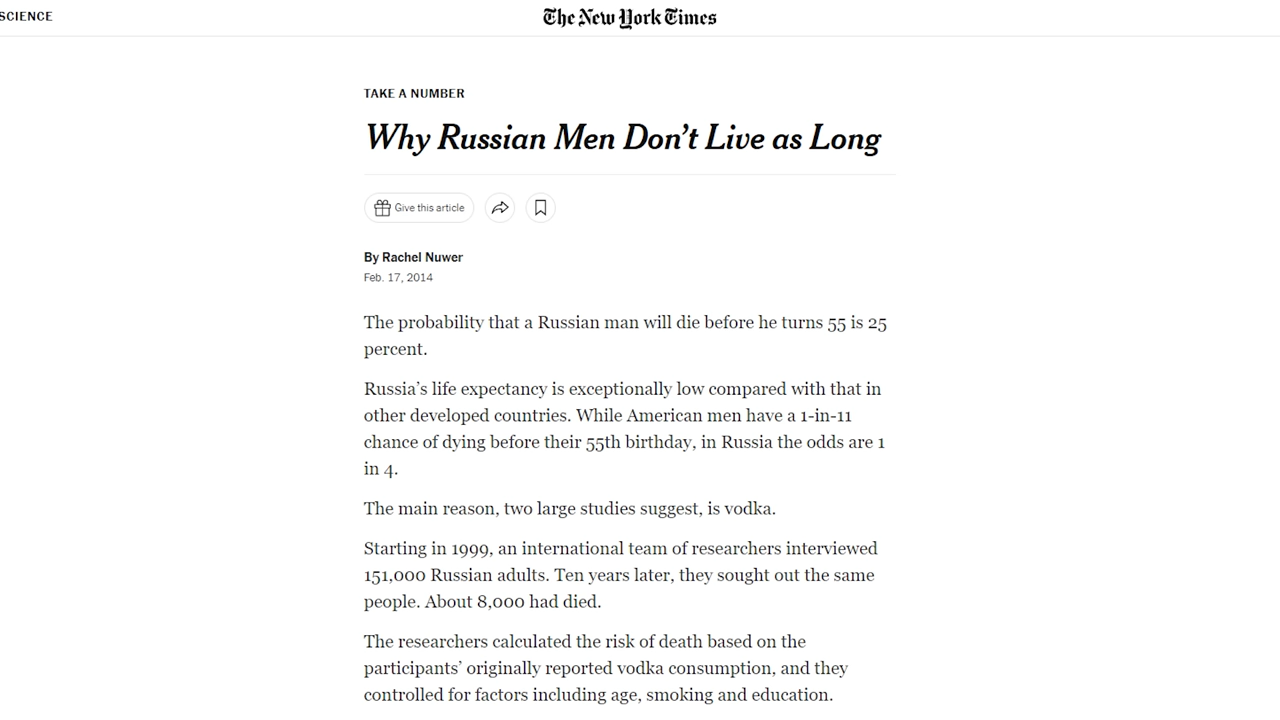 SCIENCE
The New York Times
TAKE A NUMBER
Why Russian Men Don’t Live as Long
Give this article
By Rachel Nuwer
Feb. 17, 2014
The probability that a Russian man will die before he turns 55 is 25
percent.
Russia’s life expectancy is exceptionally low compared with that in
other developed countries. While American men have a 1-in-11
chance of dying before their 55th birthday, in Russia the odds are 1
in 4.
The main reason, two large studies suggest, is vodka.
Starting in 1999, an international team of researchers interviewed
151,000 Russian adults. Ten years later, they sought out the same
people. About 8,000 had died.
The researchers calculated the risk of death based on the
participants’ originally reported vodka consumption, and they
controlled for factors including age, smoking and education.